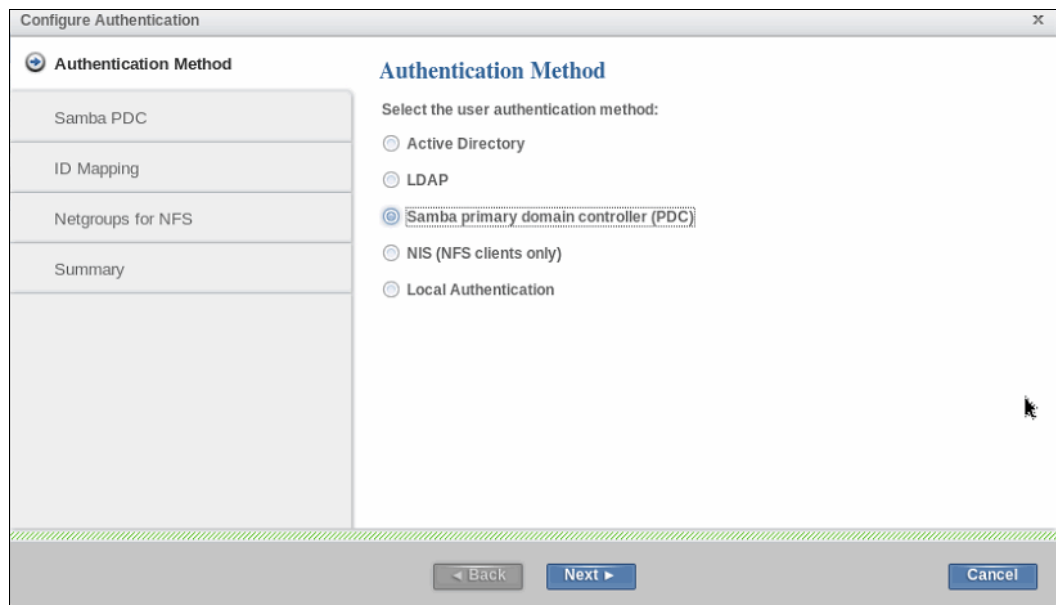 Configure Authentication
x
Authentication Method
Samba PDC
ID Mapping
Netgroups for NFS
Summary
Authentication Method
Select the user authentication method:
Active Directory
LDAP
Samba primary domain controller (PDC)
NIS (NFS clients only)
Local Authentication
◄ Back
Next ►
Cancel